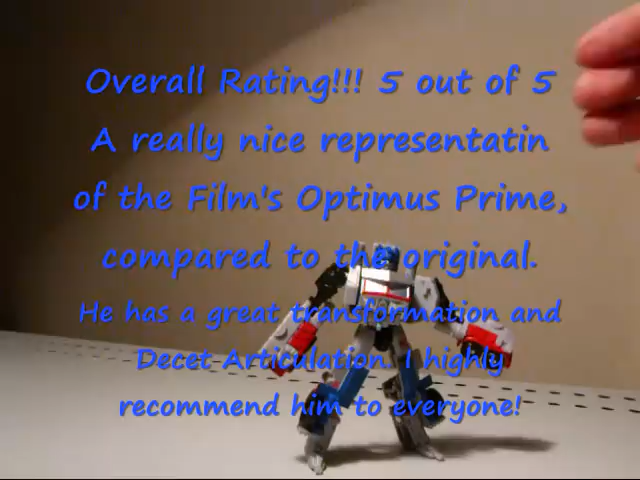 Overall Rating!!! 5 out of 5
A really nice representatin
of the Film's Optimus Prime,
compared to the original.
He has a great transformation and
Decet Articulation. I highly
recommend him to everyone!